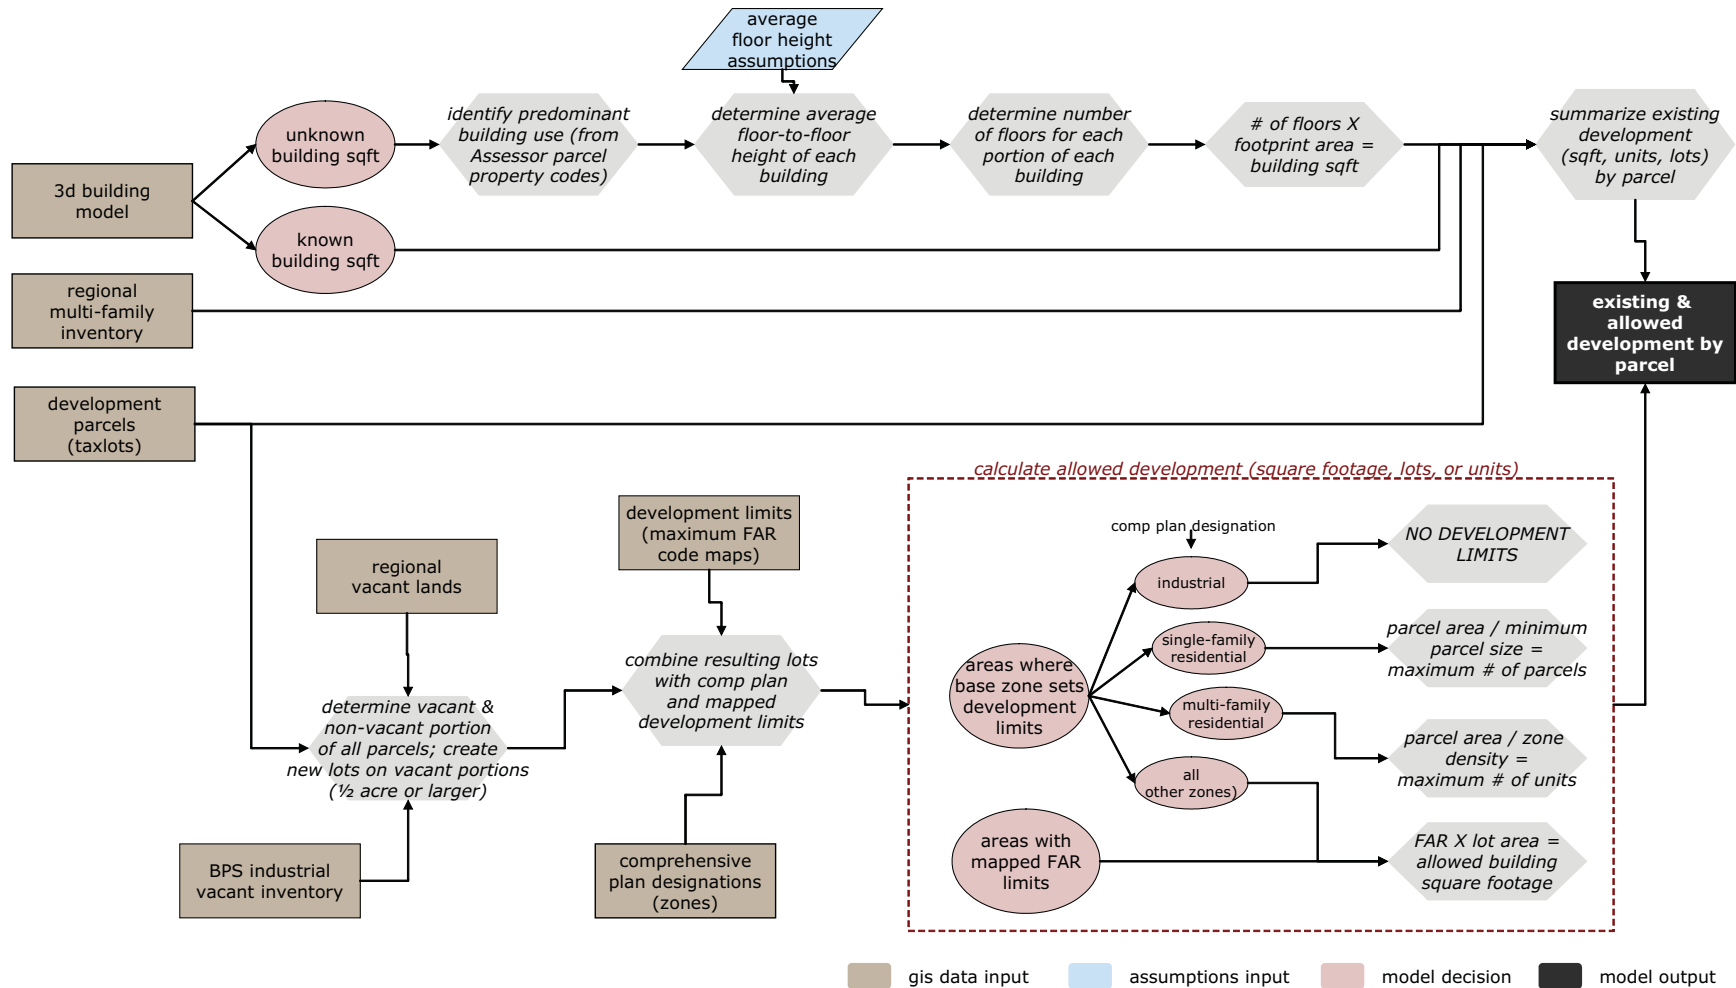 average
floor height
assumptions
unknown
building sqft
identify predominant
building use (from
Assessor parcel
property codes)
determine average
floor-to-floor
height of each
building
determine number
of floors for each
portion of each
building
# of floors X
footprint area =
building sqft
summarize existing
development
(sqft, units, lots)
by parcel
3d building
model
known
building sqft
regional
multi-family
inventory
existing &
allowed
development by
parcel
development
parcels
(taxlots)
calculate allowed development (square footage, lots, or units)
development limits
(maximum FAR
code maps)
regional
vacant lands
comp plan designation
industrial
NO DEVELOPMENT
LIMITS
single-family
residential
parcel area / minimum
parcel size =
maximum # of parcels
combine resulting lots
with comp plan
and mapped
development limits
areas where
base zone sets
development
limits
multi-family
residential
determine vacant &
non-vacant portion
of all parcels; create
new lots on vacant portions
(½ acre or larger)
parcel area / zone
density =
maximum # of units
all
other zones)
BPS industrial
vacant inventory
comprehensive
plan designations
(zones)
areas with
mapped FAR
limits
FAR X lot area =
allowed building
square footage
gis data input
assumptions input
model decision
model output